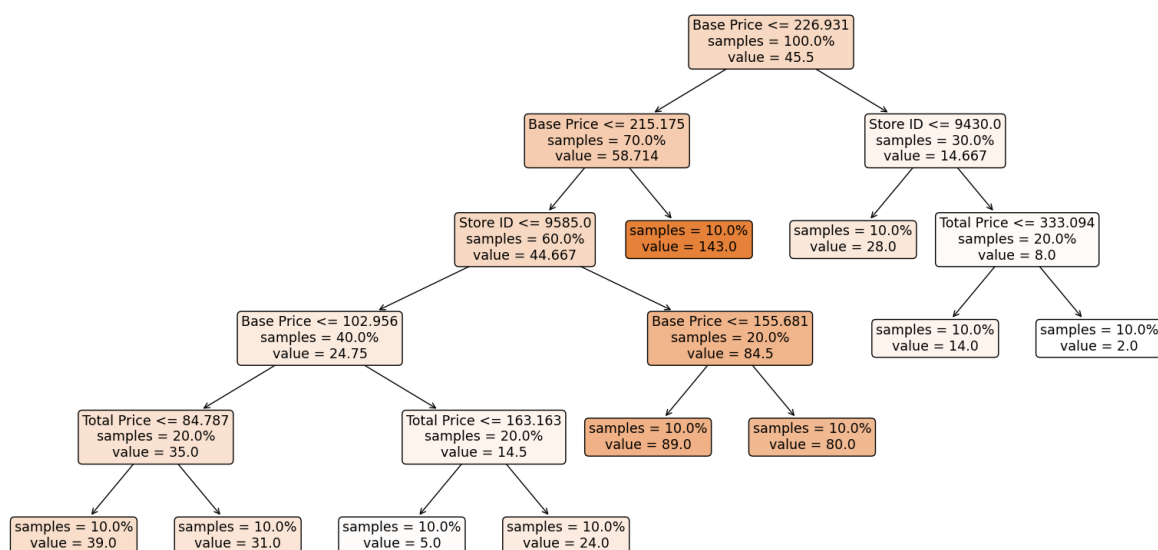 Base Price <= 226.931
samples = 100.0%
value = 45.5
Base Price <= 215.175
samples = 70.0%
value = 58.714
Store ID <= 9430.0
samples = 30.0%
value = 14.667
Store ID <= 9585.0
samples = 60.0%
value = 44.667
samples = 10.0%
value = 143.0
samples = 10.0%
value = 28.0
Total Price <= 333.094
samples = 20.0%
value = 8.0
Base Price <= 102.956
samples = 40.0%
value = 24.75
Base Price <= 155.681
samples = 20.0%
value = 84.5
samples = 10.0%
value = 14.0
samples = 10.0%
value = 2.0
Total Price <= 84.787
samples = 20.0%
value = 35.0
Total Price <= 163.163
samples = 20.0%
value = 14.5
samples = 10.0%
value = 89.0
samples = 10.0%
value = 80.0
samples = 10.0%
value = 39.0
samples = 10.0%
value = 31.0
samples = 10.0%
value = 5.0
samples = 10.0%
value = 24.0